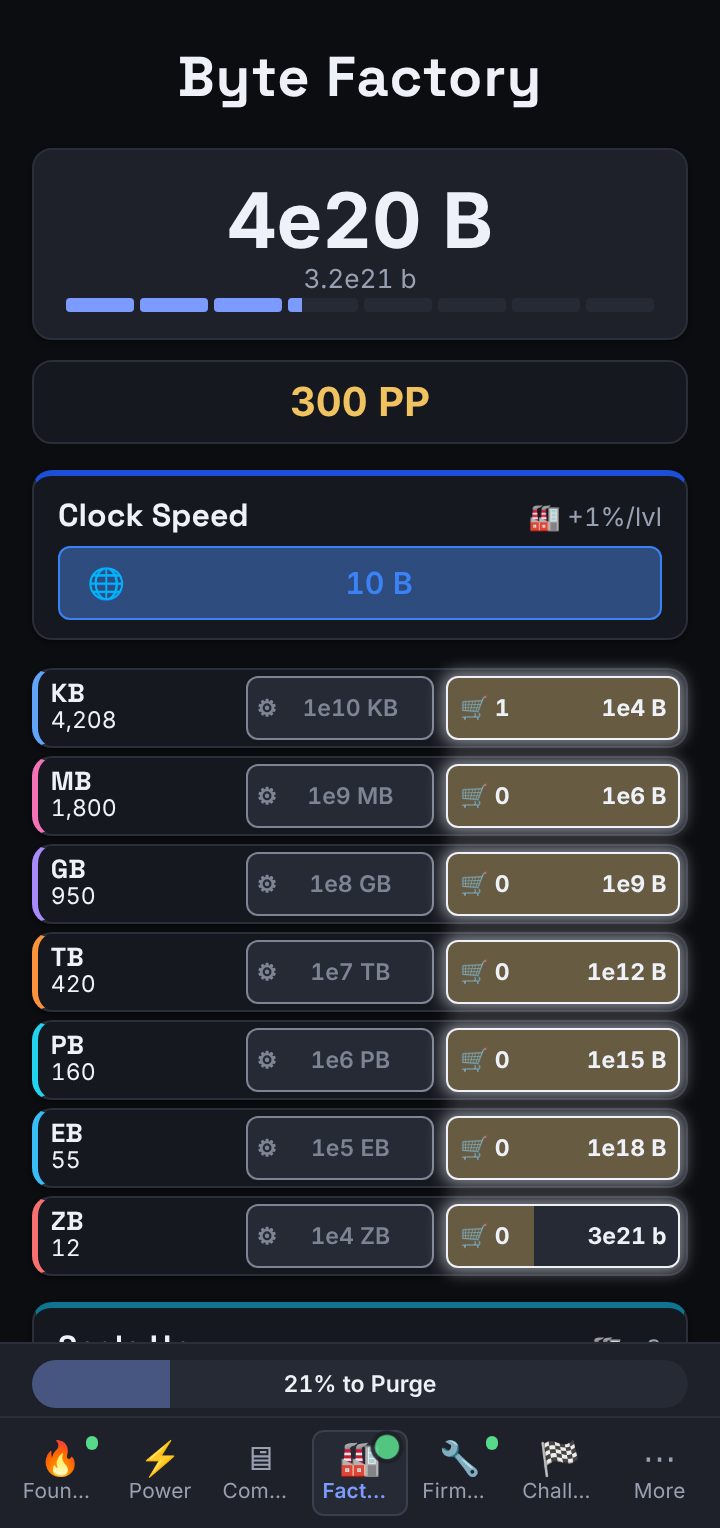 Byte Factory
4e20 B
3.2e21 b
300 PP
Clock Speed +1%/lvl
10 B
KB
4,208
1e10 KB
1 1e4 B
MB
1,800
1e9 MB
0 1e6 B
GB
950
1e8 GB
0 1e9 B
TB
420
1e7 TB
0 1e12 B
PB
160
1e6 PB
0 1e15 B
EB
55
1e5 EB
0 1e18 B
ZB
12
1e4 ZB
0 3e21 b
21% to Purge
Foun... Power Com... Fact... Firm... Chall... More